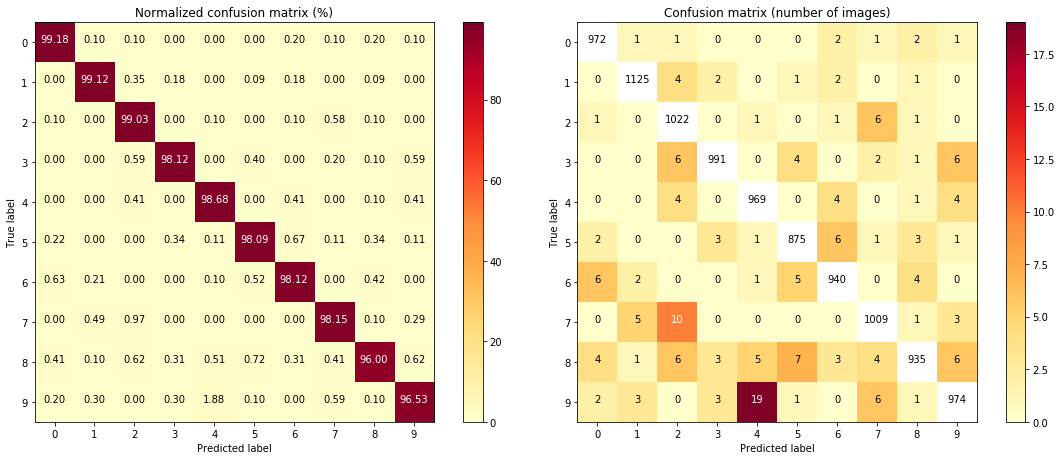 Normalized confusion matrix (%)
0 99.18 0.10 0.10 0.00 0.00 0.00 0.20 0.10 0.20 0.10
1 0.00 99.12 0.35 0.18 0.00 0.09 0.18 0.00 0.09 0.00
2 0.10 0.00 99.03 0.00 0.10 0.00 0.10 0.58 0.10 0.00
3 0.00 0.00 0.59 98.12 0.00 0.40 0.00 0.20 0.10 0.59
4 0.00 0.00 0.41 0.00 98.68 0.00 0.41 0.00 0.10 0.41
5 0.22 0.00 0.00 0.34 0.11 98.09 0.67 0.11 0.34 0.11
6 0.63 0.21 0.00 0.00 0.10 0.52 98.12 0.00 0.42 0.00
7 0.00 0.49 0.97 0.00 0.00 0.00 0.00 98.15 0.10 0.29
8 0.41 0.10 0.62 0.31 0.51 0.72 0.31 0.41 96.00 0.62
9 0.20 0.30 0.00 0.30 1.88 0.10 0.00 0.59 0.10 96.53
0 1 2 3 4 5 6 7 8 9
True label
Predicted label
80
60
40
20
0
Confusion matrix (number of images)
0 972 1 1 0 0 0 2 1 2 1
1 0 1125 4 2 0 1 2 0 1 0
2 1 0 1022 0 1 0 1 6 1 0
3 0 0 6 991 0 4 0 2 1 6
4 0 0 4 0 969 0 4 0 1 4
5 2 0 0 3 1 875 6 1 3 1
6 6 2 0 0 1 5 940 0 4 0
7 0 5 10 0 0 0 0 1009 1 3
8 4 1 6 3 5 7 3 4 935 6
9 2 3 0 3 19 1 0 6 1 974
0 1 2 3 4 5 6 7 8 9
True label
Predicted label
17.5
15.0
12.5
10.0
7.5
5.0
2.5
0.0